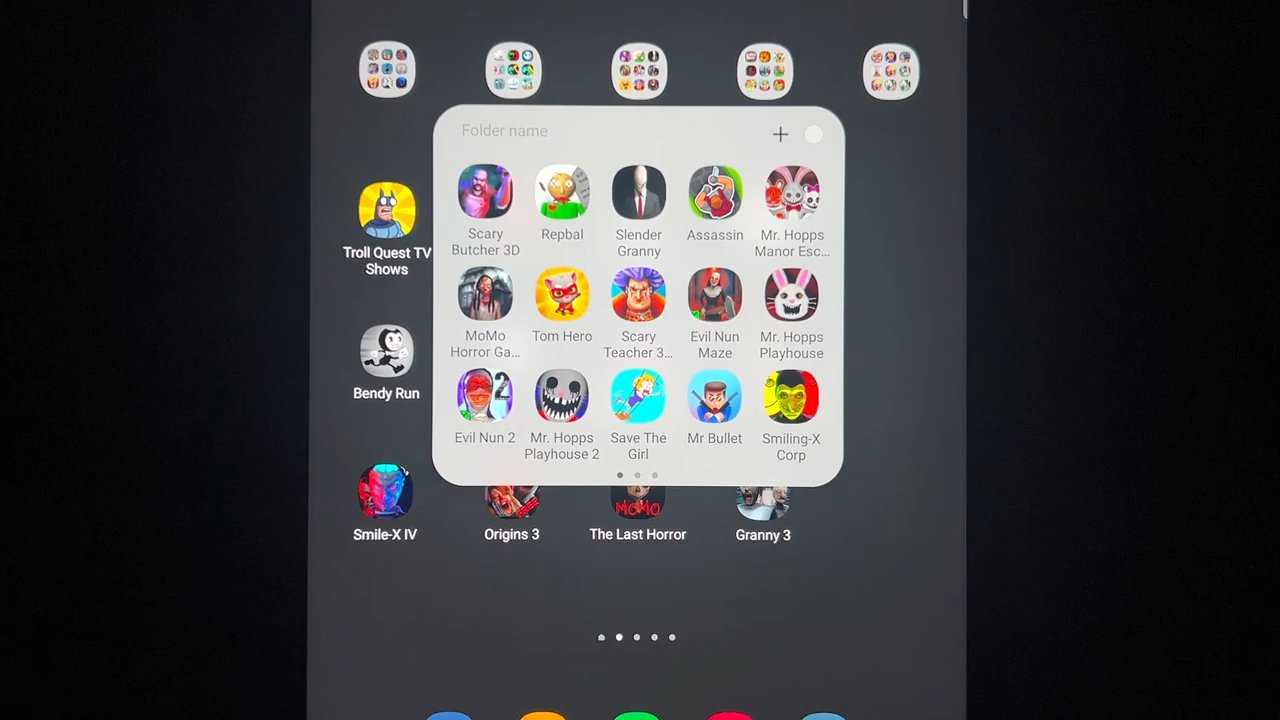 Folder name
Scary
Butcher 3D
Repbal
Slender
Granny
Assassin
Mr. Hopps
Manor Esc...
Troll Quest TV
Shows
MoMo
Horror Ga...
Tom Hero
Scary
Teacher 3...
Evil Nun
Maze
Mr. Hopps
Playhouse
Bendy Run
2
Evil Nun 2
Mr. Hopps
Playhouse 2
Save The
Girl
Mr Bullet
Smiling-X
Corp
MOMO
Smile-X IV
Origins 3
The Last Horror
Granny 3